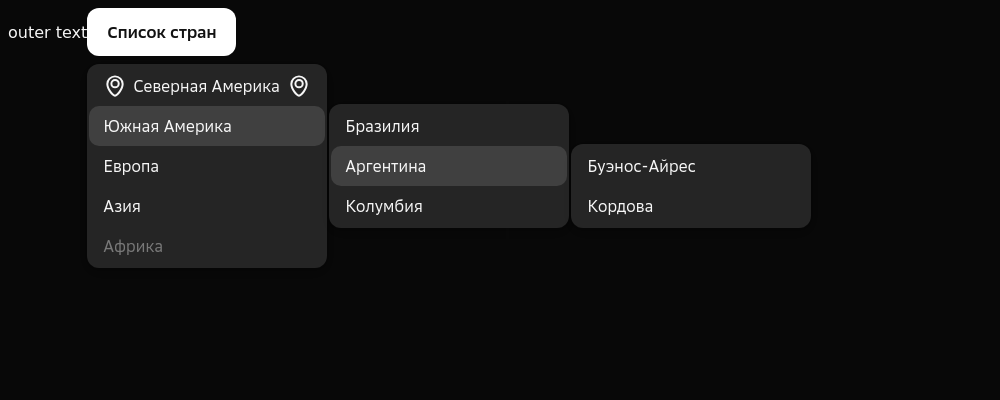 outer text
Список стран
Северная Америка
Южная Америка
Европа
Азия
Африка
Бразилия
Аргентина
Колумбия
Буэнос-Айрес
Кордова